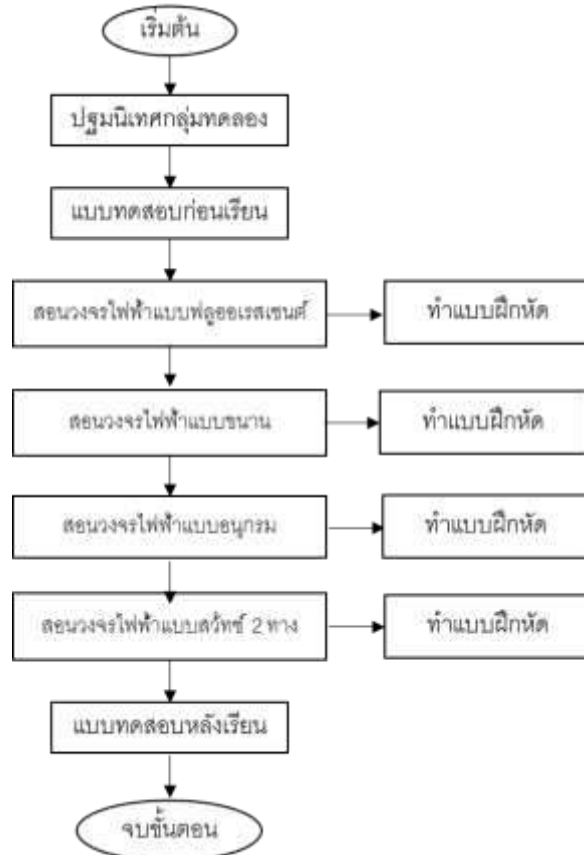 เริ่มต้น
ปฐมนิเทศกลุ่มทดลอง
แบบทดสอบก่อนเรียน
สอนวงจรไฟฟ้าแบบฟลูออเรสเซนต์
ทำแบบฝึกหัด
สอนวงจรไฟฟ้าแบบขนาน
ทำแบบฝึกหัด
สอนวงจรไฟฟ้าแบบอนุกรม
ทำแบบฝึกหัด
สอนวงจรไฟฟ้าแบบสวิทซ์ 2 ทาง
ทำแบบฝึกหัด
แบบทดสอบหลังเรียน
จบขั้นตอน